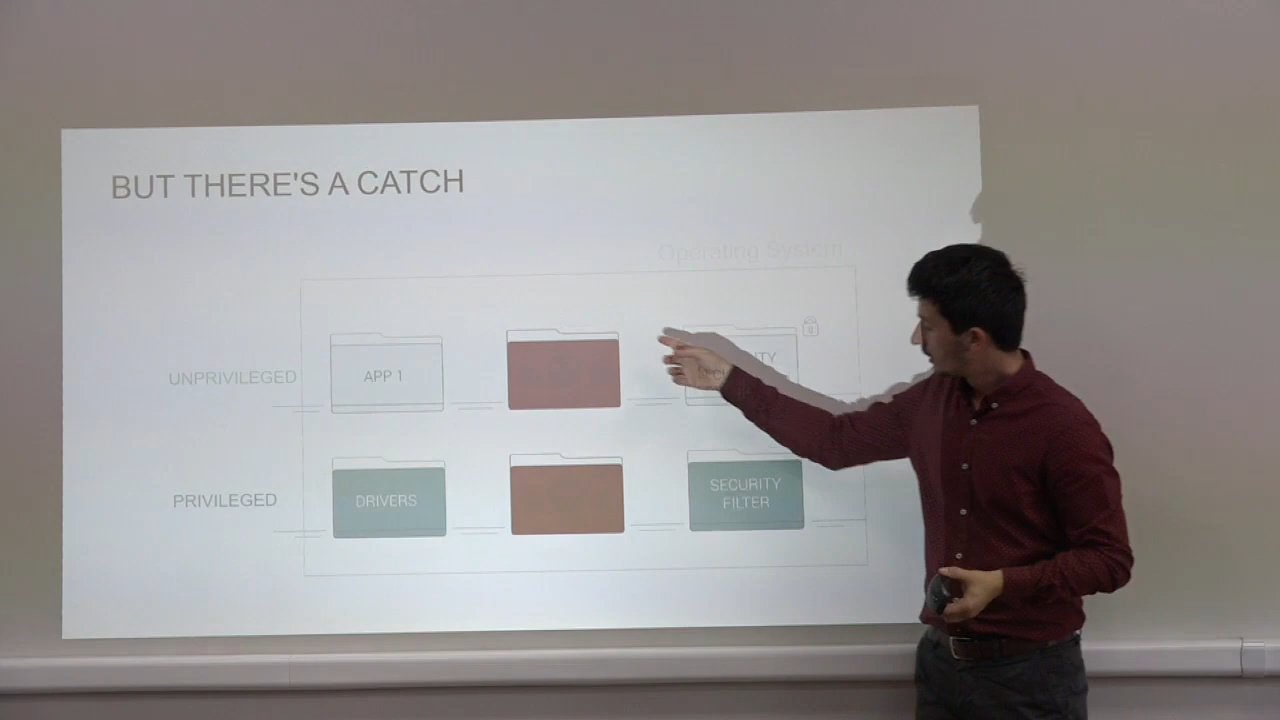 BUT THERE'S A CATCH
Operating System
UNPRIVILEGED
APP 1
PRIVILEGED
DRIVERS
SECURITY
FILTER